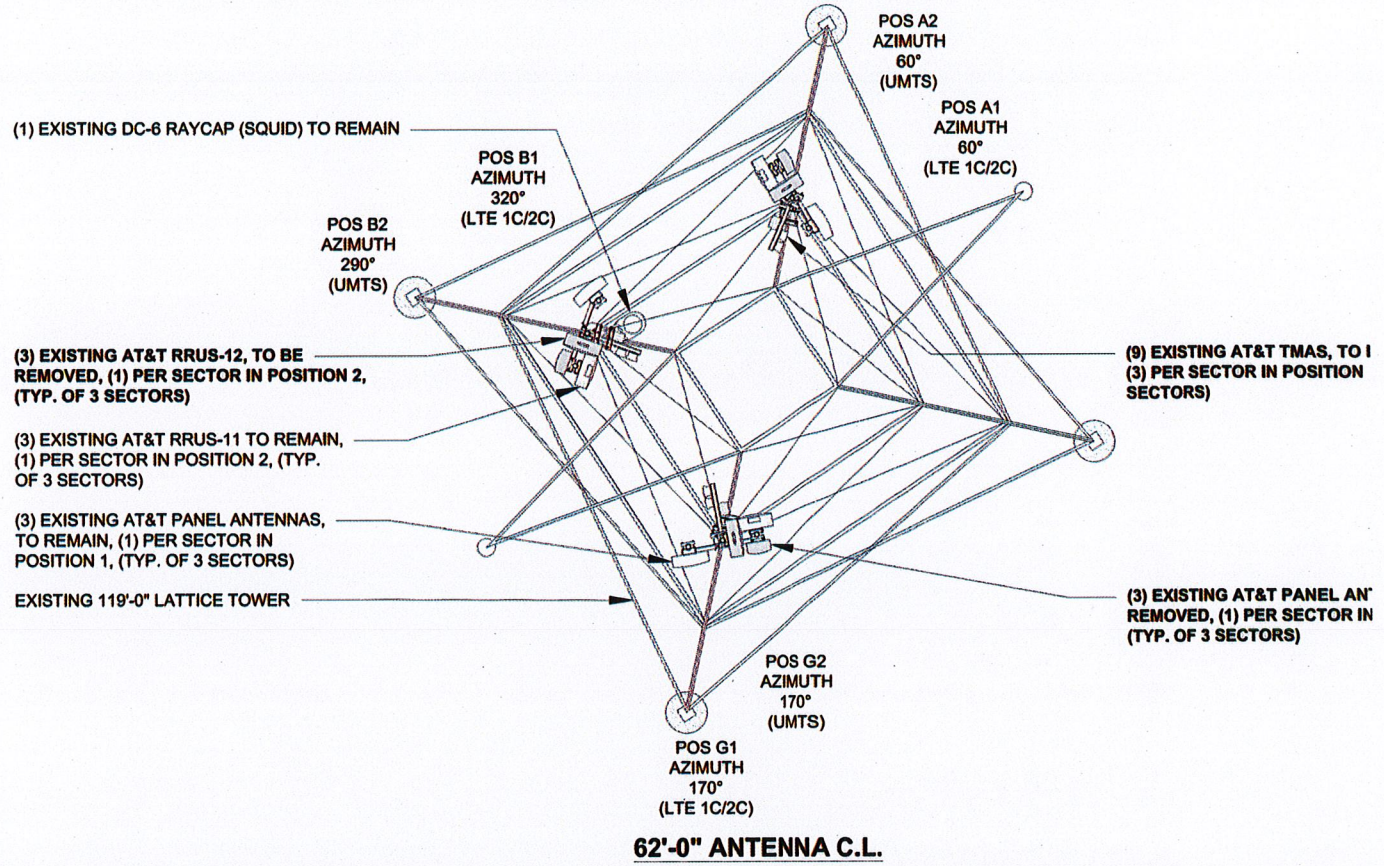 POS A2
AZIMUTH
60°
(UMTS)
POS A1
AZIMUTH
60°
(LTE 1C/2C)
(1) EXISTING DC-6 RAYCAP (SQUID) TO REMAIN
POS B1
AZIMUTH
320°
(LTE 1C/2C)
POS B2
AZIMUTH
290°
(UMTS)
(3) EXISTING AT&T RRUS-12, TO BE
REMOVED, (1) PER SECTOR IN POSITION 2,
(TYP. OF 3 SECTORS)
(9) EXISTING AT&T TMAS, TO
(3) PER SECTOR IN POSITION
SECTORS)
(3) EXISTING AT&T RRUS-11 TO REMAIN,
(1) PER SECTOR IN POSITION 2, (TYP.
OF 3 SECTORS)
(3) EXISTING AT&T PANEL ANTENNAS,
TO REMAIN, (1) PER SECTOR IN
POSITION 1, (TYP. OF 3 SECTORS)
EXISTING 119'-0" LATTICE TOWER
(3) EXISTING AT&T PANEL
REMOVED, (1) PER SECTOR IN
(TYP. OF 3 SECTORS)
POS G2
AZIMUTH
170°
(UMTS)
POS G1
AZIMUTH
170°
(LTE 1C/2C)
62'-0" ANTENNA C.L.